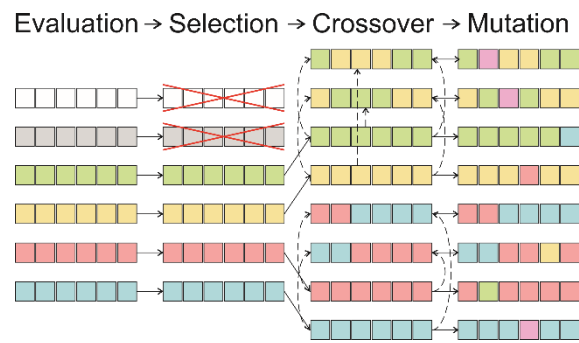 Evaluation → Selection → Crossover → Mutation